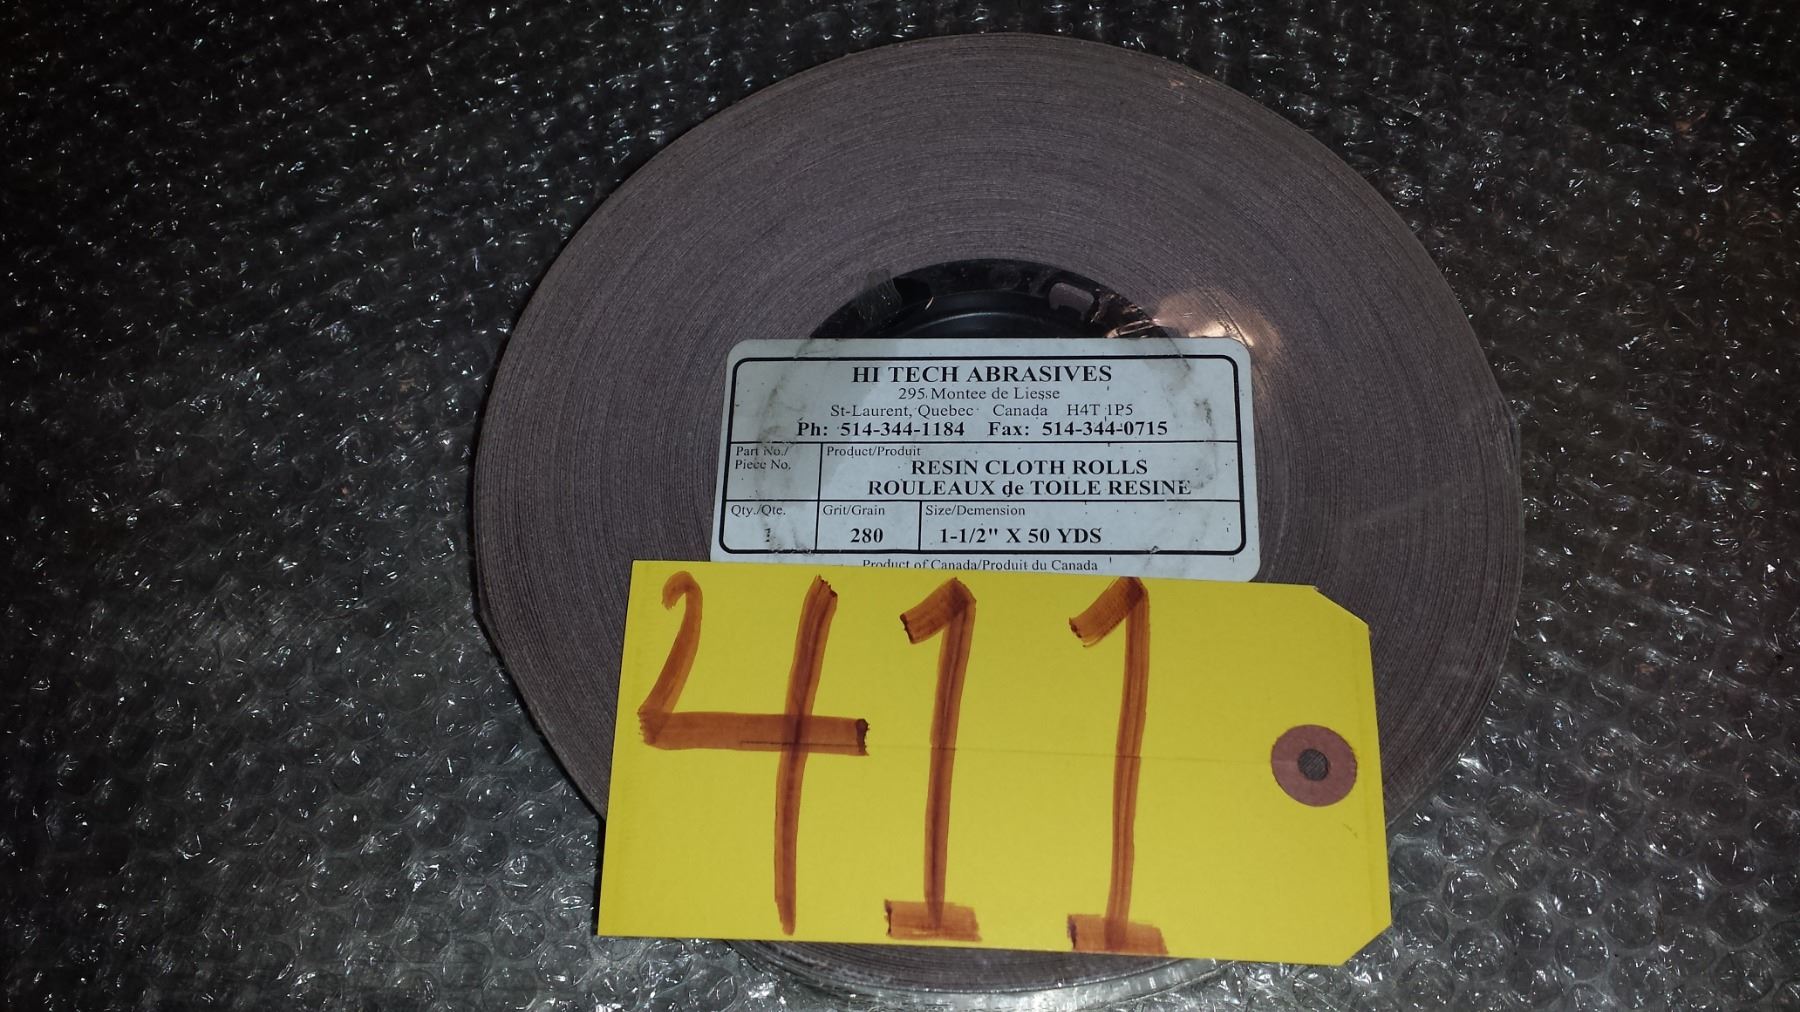 HI TECH ABRASIVES
295 Montee de Liesse
St-Laurent, Quebec Canada H4T 1P5
Ph: 514-344-1184 Fax: 514-344-0715
Part No./
Piece No.
Product/Produit
RESIN CLOTH ROLLS
ROULEAUX de TOILE RESINE
Qty./Qte.
1
Grit/Grain
280
Size/Demension
1-1/2" X 50 YDS
Product of Canada/Produit du Canada
411